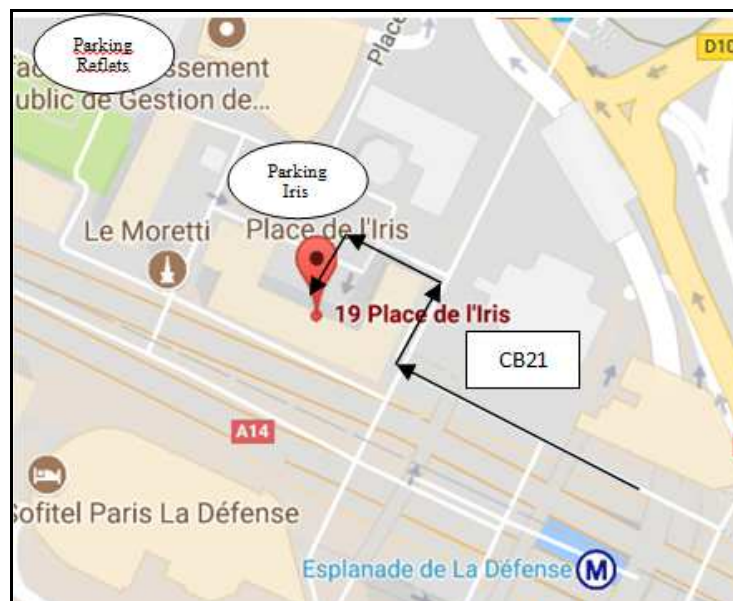 Parking
Reflets
ssement
ublic de Gestion de...
Place
D10
Parking
Iris
Le Moretti
Place de l'Iris
19 Place de l'Iris
CB21
A14
Sofitel Paris La Défense
Esplanade de La Défense
M